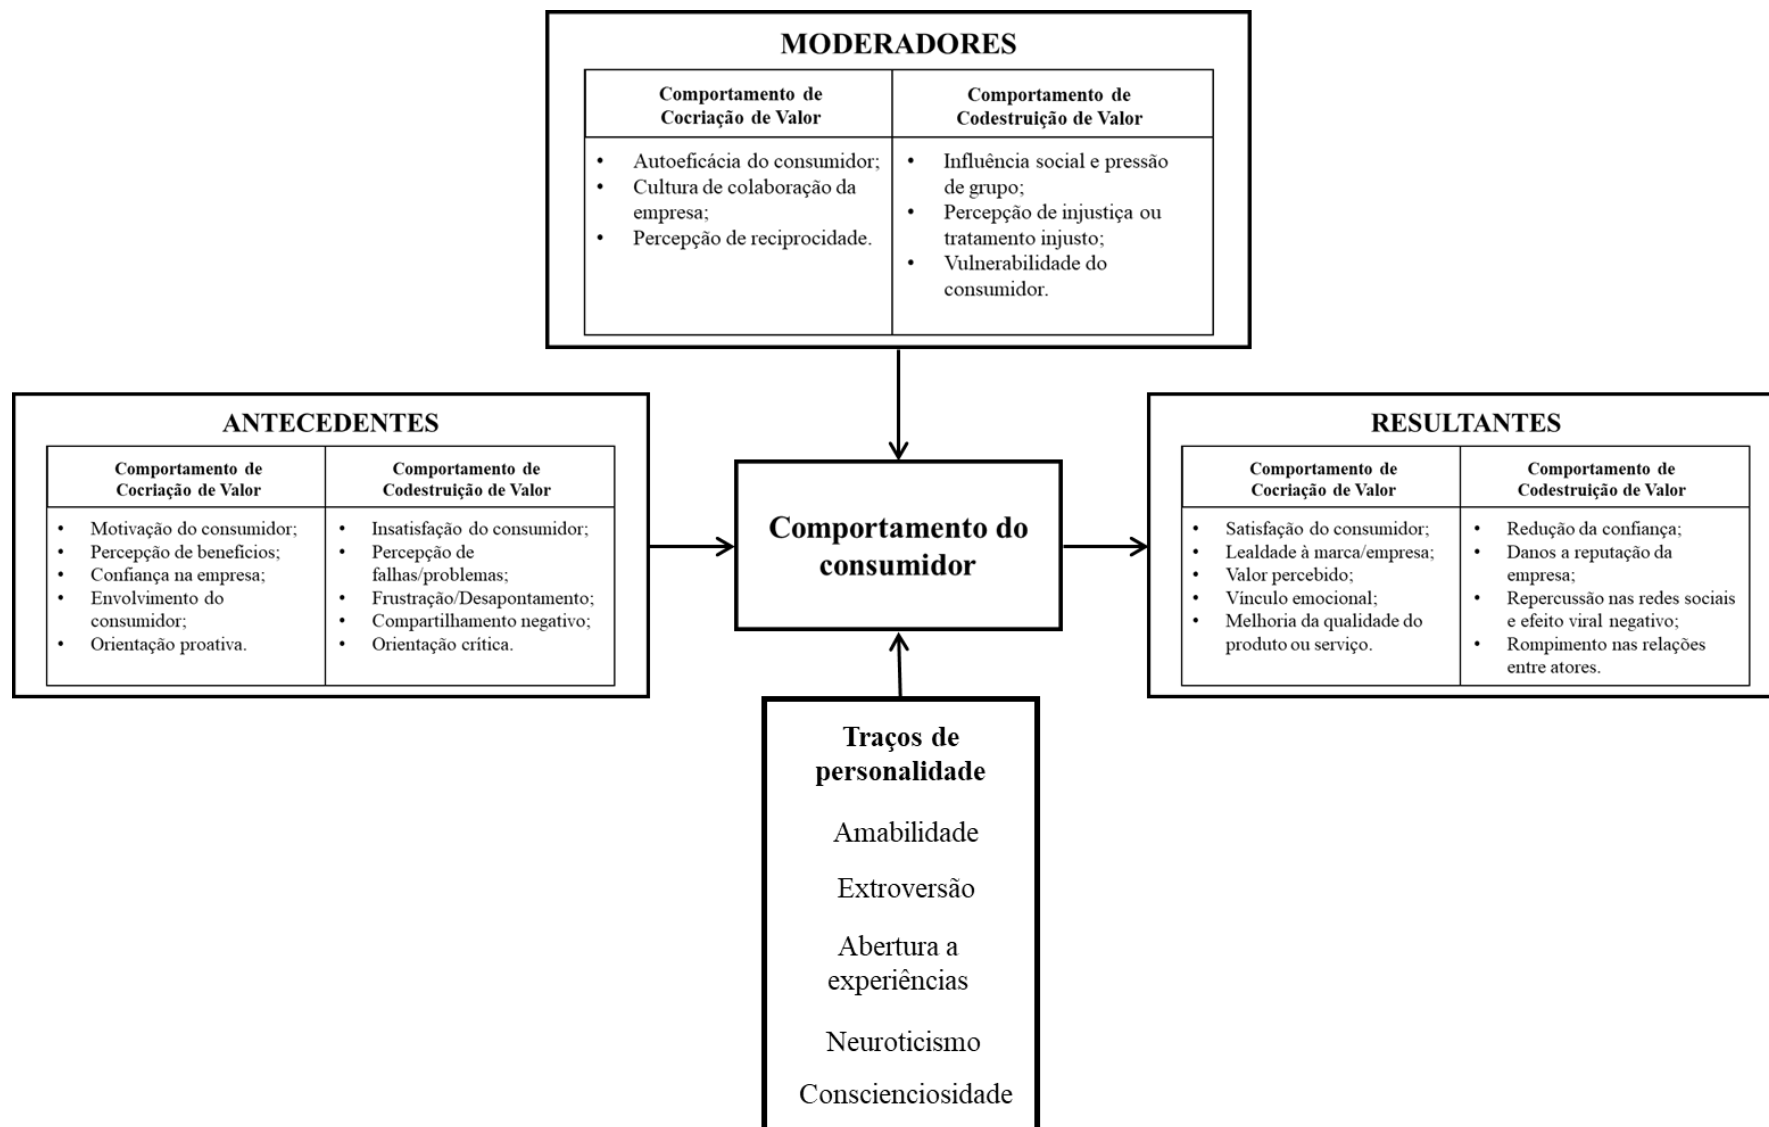 MODERADORES
Comportamento de
Cocriação de Valor
Comportamento de
Codestruição de Valor
• Autoeficácia do consumidor;
• Cultura de colaboração da
empresa;
• Percepção de reciprocidade.
• Influência social e pressão
de grupo;
• Percepção de injustiça ou
tratamento injusto;
• Vulnerabilidade do
consumidor.
ANTECEDENTES
Comportamento de
Cocriação de Valor
Comportamento de
Codestruição de Valor
• Motivação do consumidor;
• Percepção de benefícios;
• Confiança na empresa;
• Envolvimento do
consumidor;
• Orientação proativa.
• Insatisfação do consumidor;
• Percepção de
falhas/problemas;
• Frustração/Desapontamento;
• Compartilhamento negativo;
• Orientação crítica.
Comportamento do
consumidor
RESULTANTES
Comportamento de
Cocriação de Valor
Comportamento de
Codestruição de Valor
• Satisfação do consumidor;
• Lealdade à marca/empresa;
• Valor percebido;
• Vínculo emocional;
• Melhoria da qualidade do
produto ou serviço.
• Redução da confiança;
• Danos a reputação da
empresa;
• Repercussão nas redes sociais
e efeito viral negativo;
• Rompimento nas relações
entre atores.
Traços de
personalidade
Amabilidade
Extroversão
Abertura a
experiências
Neuroticismo
Conscienciosidade